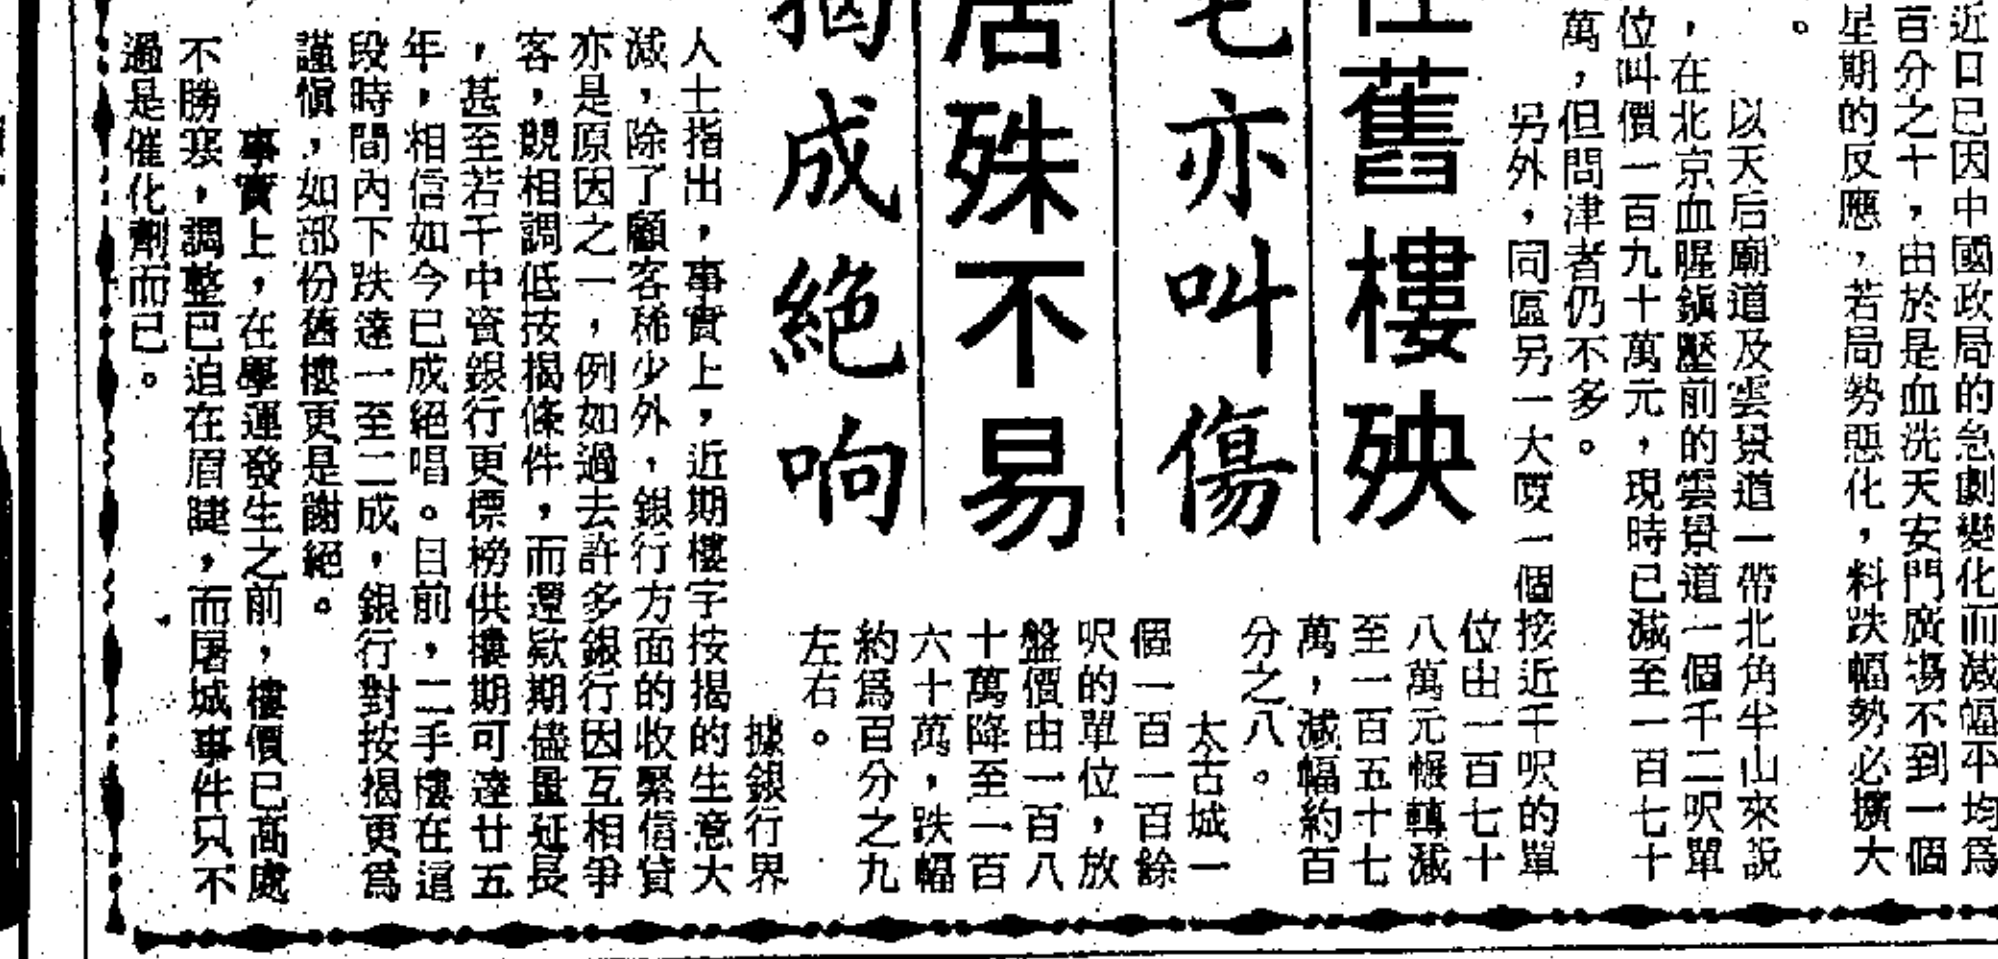 近日已因中國政局的急劇變化而減幅平均爲
百分之十，由於是血洗天安門廣塲不到一個
星期的反應，若局勢惡化，料跌幅勢必擴大
。
以天后廟道及雲景道一帶北角半山來說
，在北京血腥鎭壓前的雲景道一個千二呎單
位叫價一百九十萬元，現時已減至一百七十
萬，但問津者仍不多。
另外，同區另一大厦一個接近千呎的單
位由一百七十
八萬元輾轉減
至一百五十七
萬，減幅約百
分之八。
太古城一
個一百一百餘
呎的單位，放
盤價由一百八
十萬降至一百
六十萬，跌幅
約爲百分之九
左右。
舊樓殃
亦叫傷
居殊不易
成絕响
據銀行界
人士指出，事實上，近期樓字按揭的生意大
減，除了顧客稀少外，銀行方面的收緊信貸
亦是原因之一，例如過去許多銀行因互相爭
客，競相調低按揭條件，而還欵期儘量延長
，甚至若干中資銀行更標榜供樓期可達廿五
年，相信如今已成絕唱。目前，二手樓在這
段時間內下跌達一至二成，銀行對按揭更爲
謹愼，如部份舊樓更是謝絕。
事實上，在學運發生之前，樓價已高處
不勝寒，調整已迫在眉睫，而屠城事件只不
過是催化劑而已。